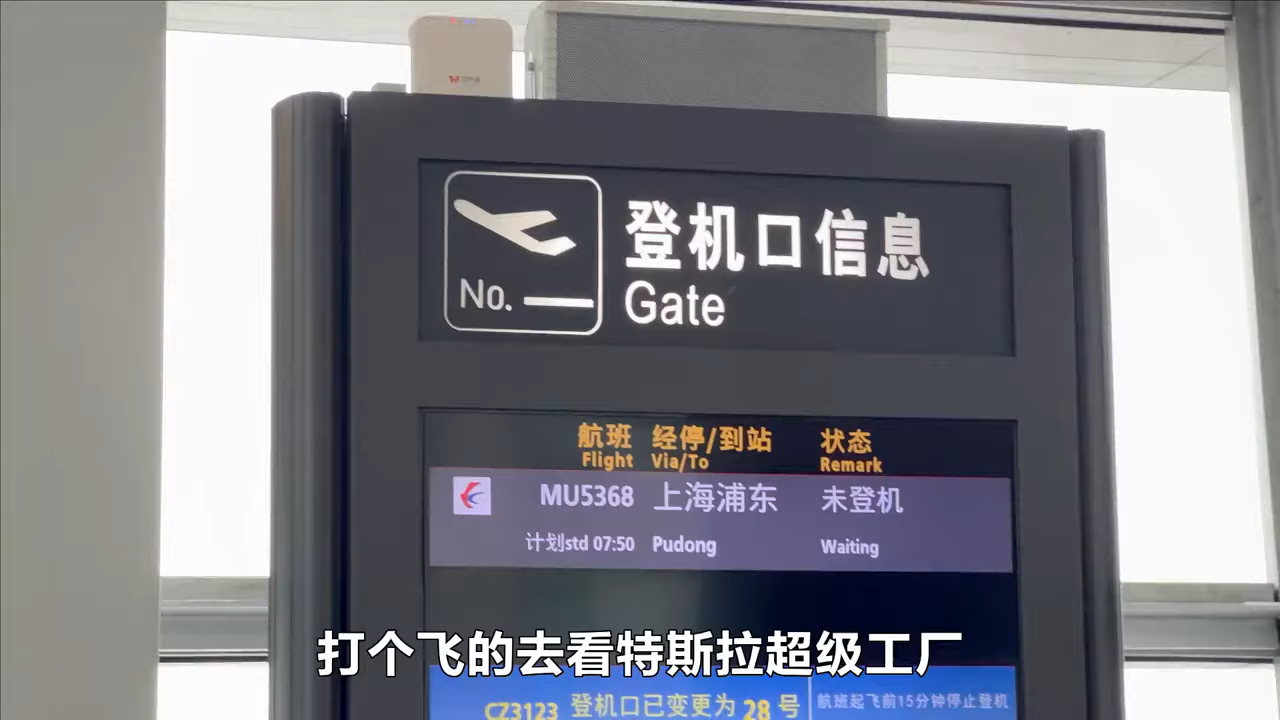 登机口信息
No.
Gate
航班 经停/到站 状态
Flight Via/To Remark
MU5368 上海浦东 未登机
计划std 07:50 Pudong Waiting
打个飞的去看特斯拉超级工厂
CZ3123 登机口已变更为 28 号
航班起飞前15分钟停止登机